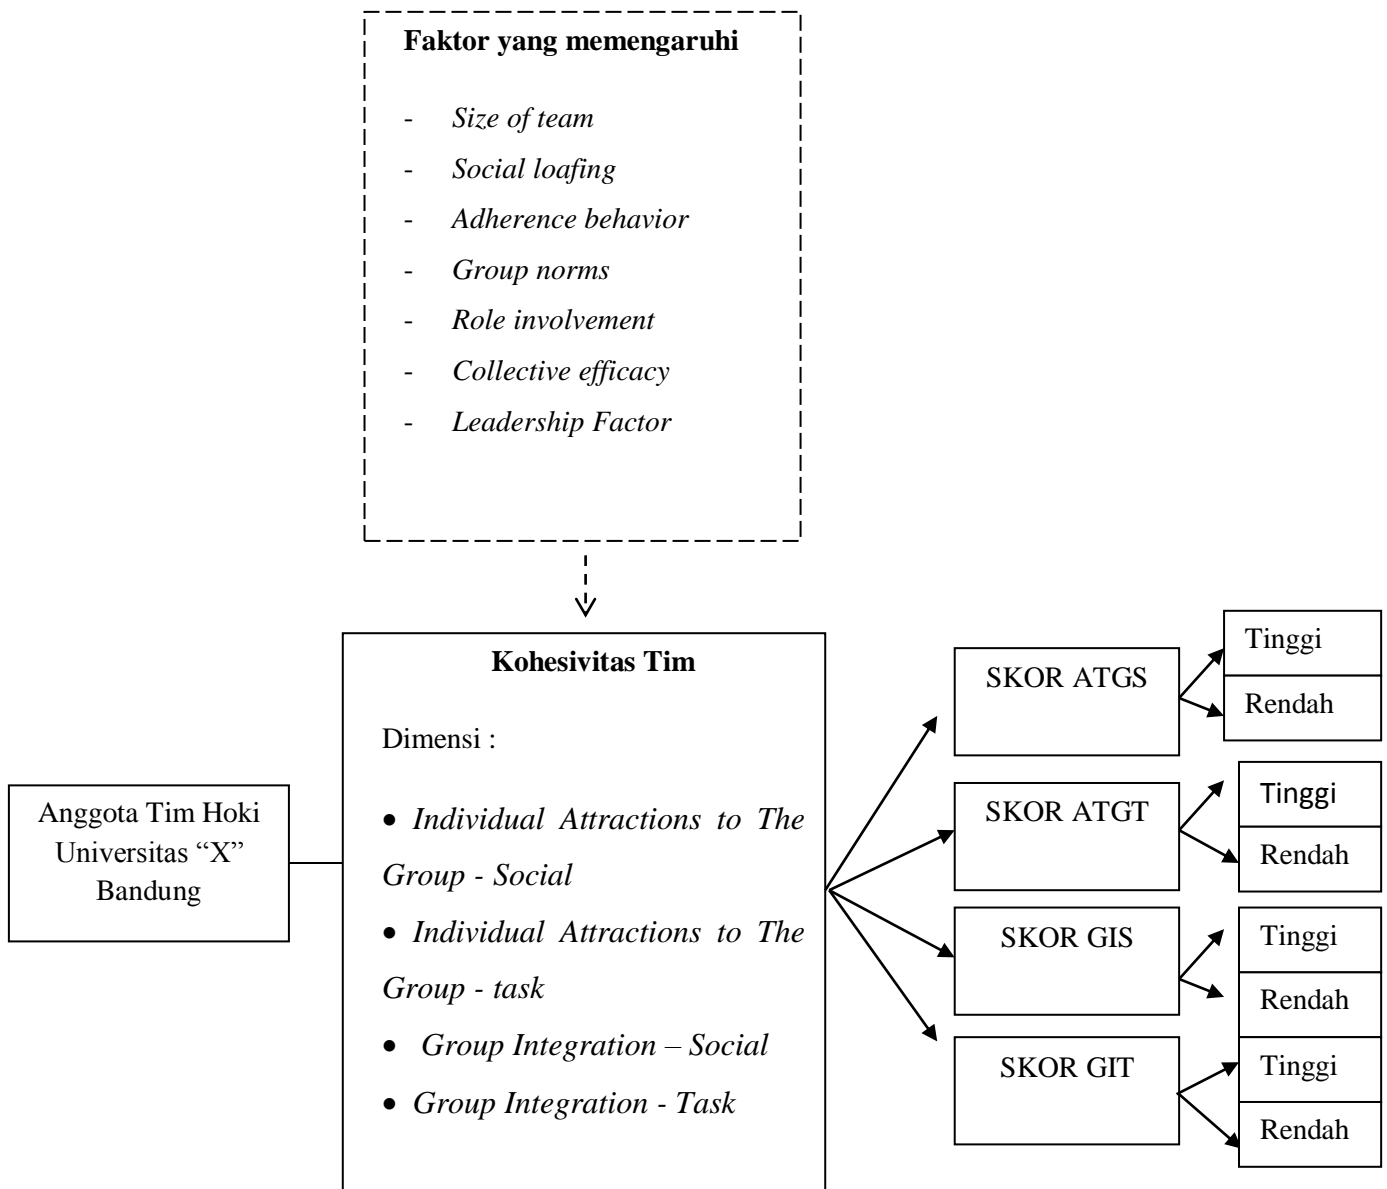 Faktor yang memengaruhi
- Size of team
- Social loafing
- Adherence behavior
- Group norms
- Role involvement
- Collective efficacy
- Leadership Factor
Anggota Tim Hoki
Universitas “X”
Bandung
Kohesivitas Tim
Dimensi :
• Individual Attractions to The
Group - Social
• Individual Attractions to The
Group - task
• Group Integration – Social
• Group Integration - Task
SKOR ATGS
Tinggi
Rendah
SKOR ATGT
Tinggi
Rendah
SKOR GIS
Tinggi
Rendah
SKOR GIT
Tinggi
Rendah